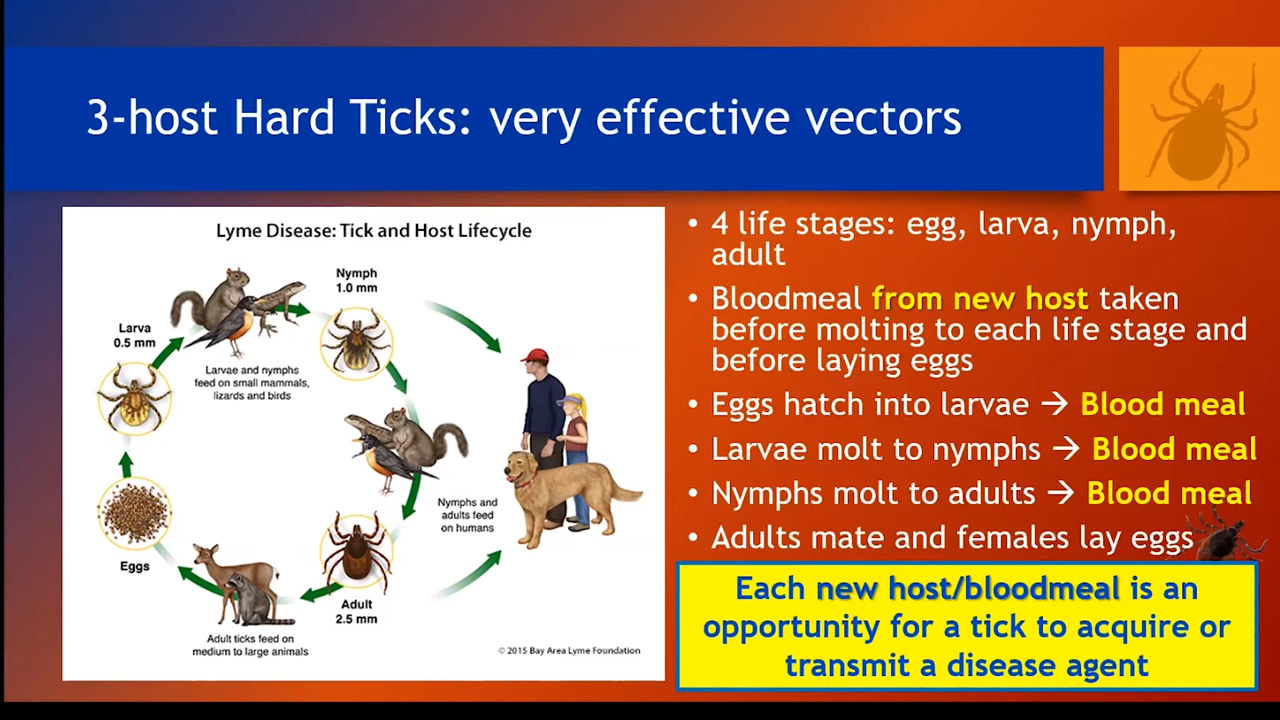 3-host Hard Ticks: very effective vectors
Lyme Disease: Tick and Host Lifecycle
Nymph
1.0 mm
Larva
0.5 mm
Larvae and nymphs
feed on small mammals,
lizards and birds
Nymphs and
adults feed
on humans
Eggs
Adult
2.5 mm
Adult ticks feed on
medium to large animals
© 2015 Bay Area Lyme Foundation
• 4 life stages: egg, larva, nymph,
adult
• Bloodmeal from new host taken
before molting to each life stage and
before laying eggs
• Eggs hatch into larvae → Blood meal
• Larvae molt to nymphs → Blood meal
• Nymphs molt to adults → Blood meal
• Adults mate and females lay eggs
Each new host/bloodmeal is an
opportunity for a tick to acquire or
transmit a disease agent